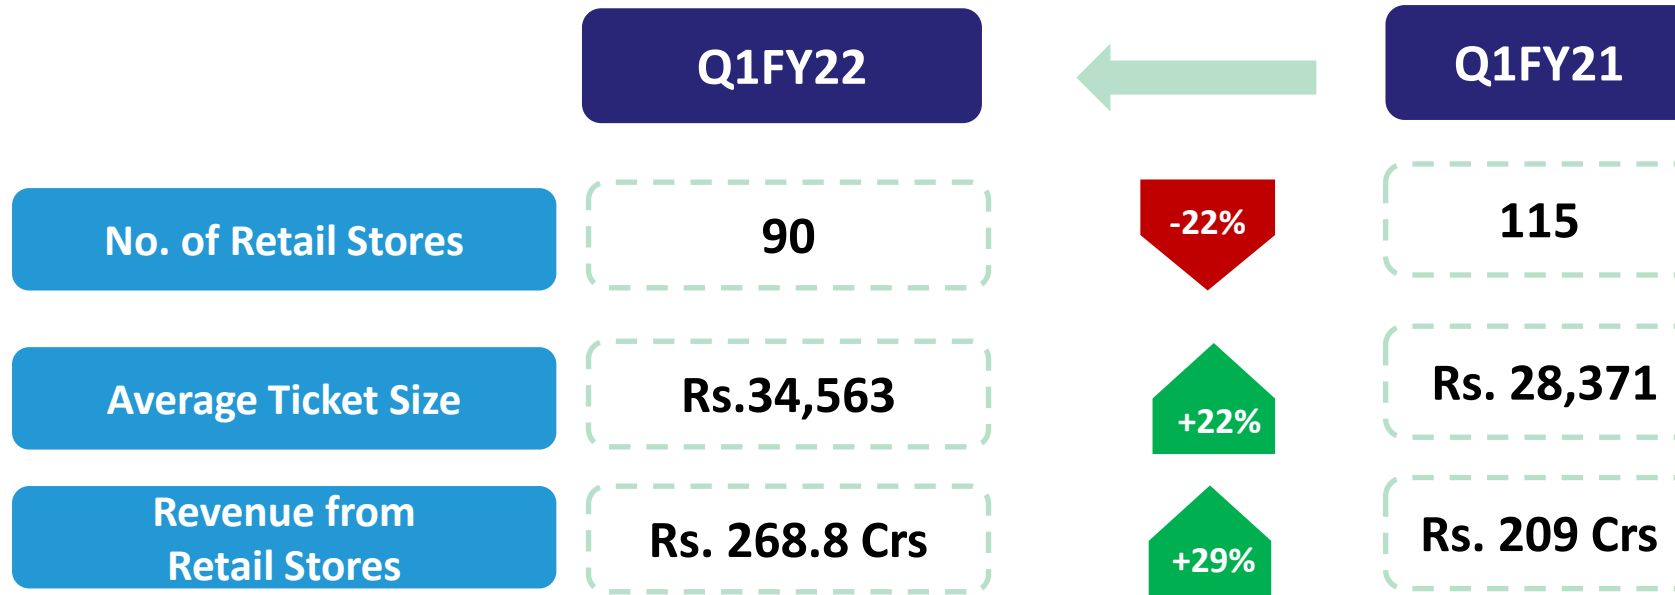 Q1FY22
Q1FY21
No. of Retail Stores
90
-22%
115
Average Ticket Size
Rs.34,563
+22%
Rs. 28,371
Revenue from
Retail Stores
Rs. 268.8 Crs
+29%
Rs. 209 Crs